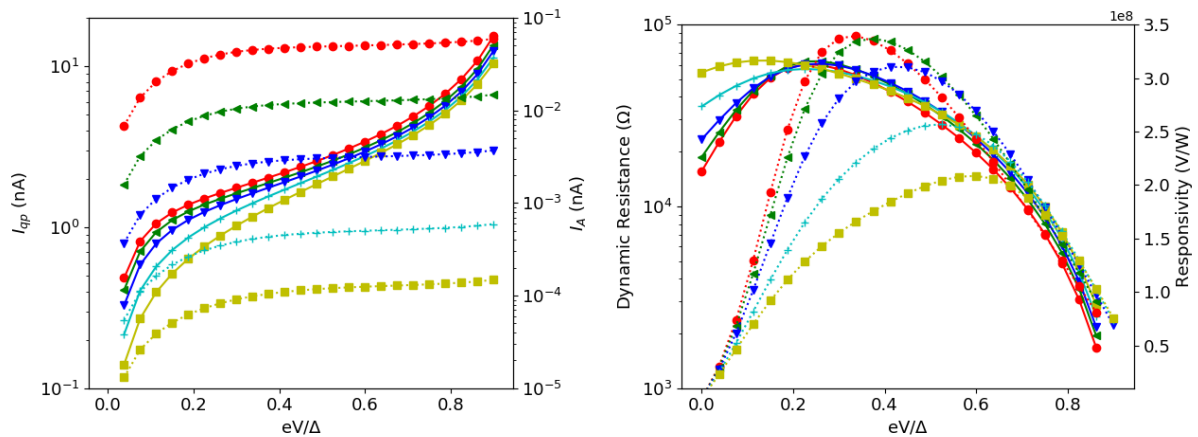 10¹
10⁰
10⁻¹
I_qp (nA)
0.0 0.2 0.4 0.6 0.8
eV/Δ
10⁻¹
10⁻²
10⁻³
10⁻⁴
10⁻⁵
I_A (nA)
10⁵
10⁴
10³
Dynamic Resistance (Ω)
0.0 0.2 0.4 0.6 0.8
eV/Δ
1e8
3.5
3.0
2.5
2.0
1.5
1.0
0.5
Responsivity (V/W)